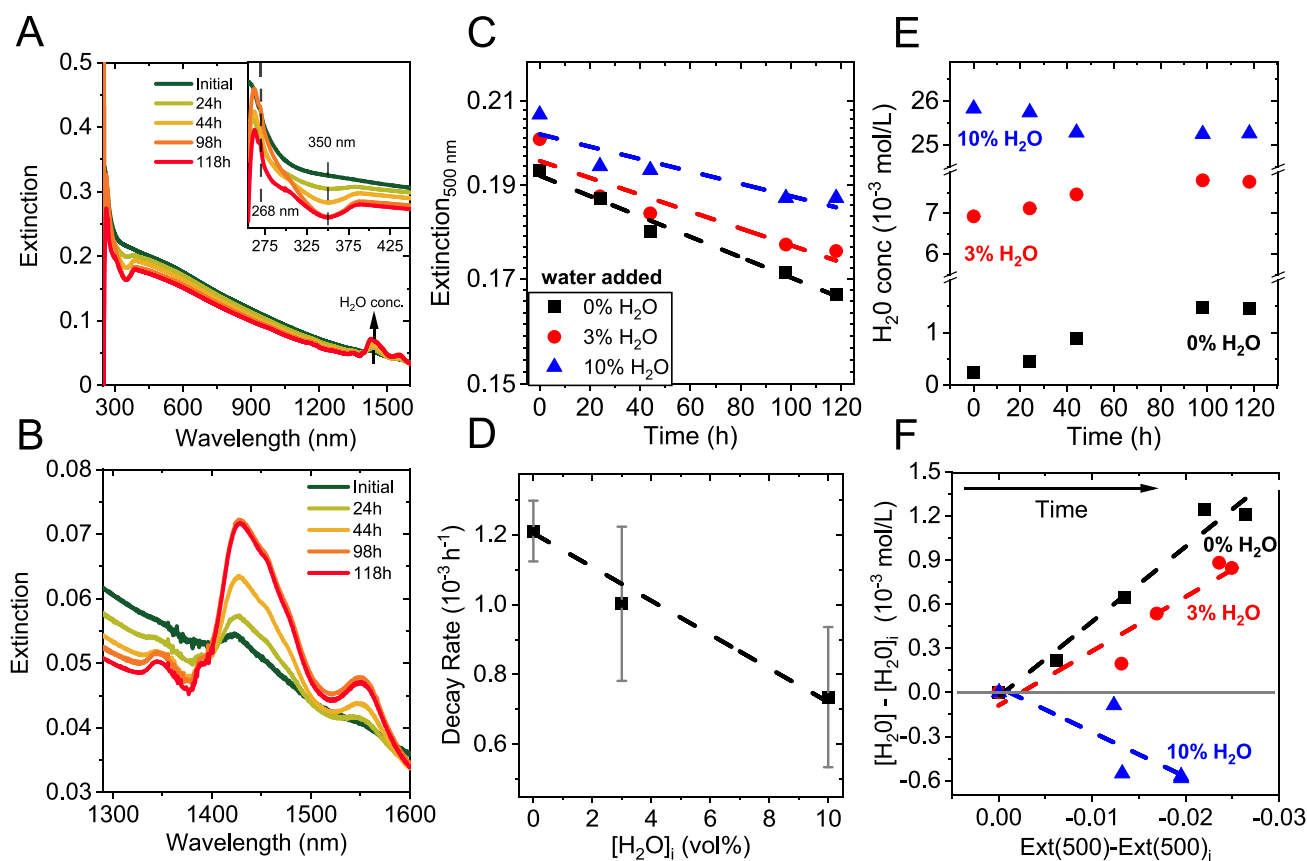 A
0.5
0.4
0.3
0.2
0.1
0
Extinction
Initial
24h
44h
98h
118h
350 nm
268 nm
275 325 375 425
H2O conc.
300 600 900 1200 1500
Wavelength (nm)
B
0.08
0.07
0.06
0.05
0.04
0.03
Extinction
Initial
24h
44h
98h
118h
1300 1400 1500 1600
Wavelength (nm)
C
0.21
0.19
0.17
0.15
Extinction500 nm
water added
0% H2O
3% H2O
10% H2O
0 20 40 60 80 100 120
Time (h)
D
1.2
1.0
0.8
0.6
Decay Rate (10-3 h-1)
0 2 4 6 8 10
[H2O]i (vol%)
E
26
25
7
6
1
0
H20 conc (10-3 mol/L)
10% H2O
3% H2O
0% H2O
0 20 40 60 80 100 120
Time (h)
F
1.5
1.2
0.9
0.6
0.3
0.0
-0.3
-0.6
[H20] - [H20]i (10-3 mol/L)
Time
0% H2O
3% H2O
10% H2O
0.00 -0.01 -0.02 -0.03
Ext(500)-Ext(500)i